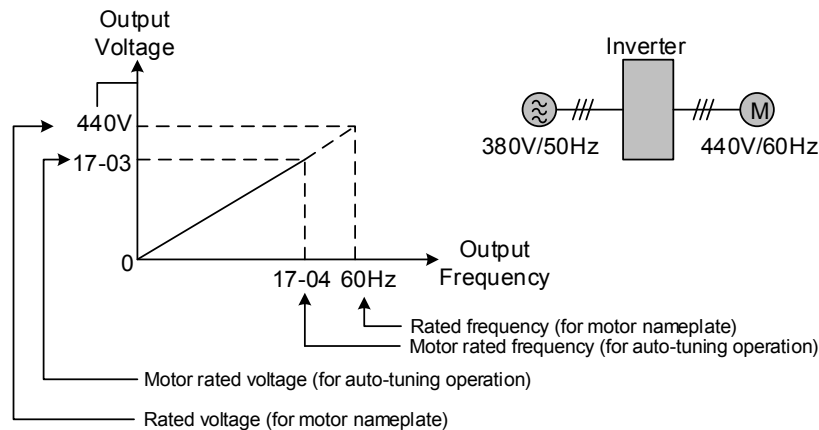 Output
Voltage
Inverter
440V
17-03
M
380V/50Hz
440V/60Hz
0
Output
Frequency
17-04 60Hz
Rated frequency (for motor nameplate)
Motor rated frequency (for auto-tuning operation)
Motor rated voltage (for auto-tuning operation)
Rated voltage (for motor nameplate)